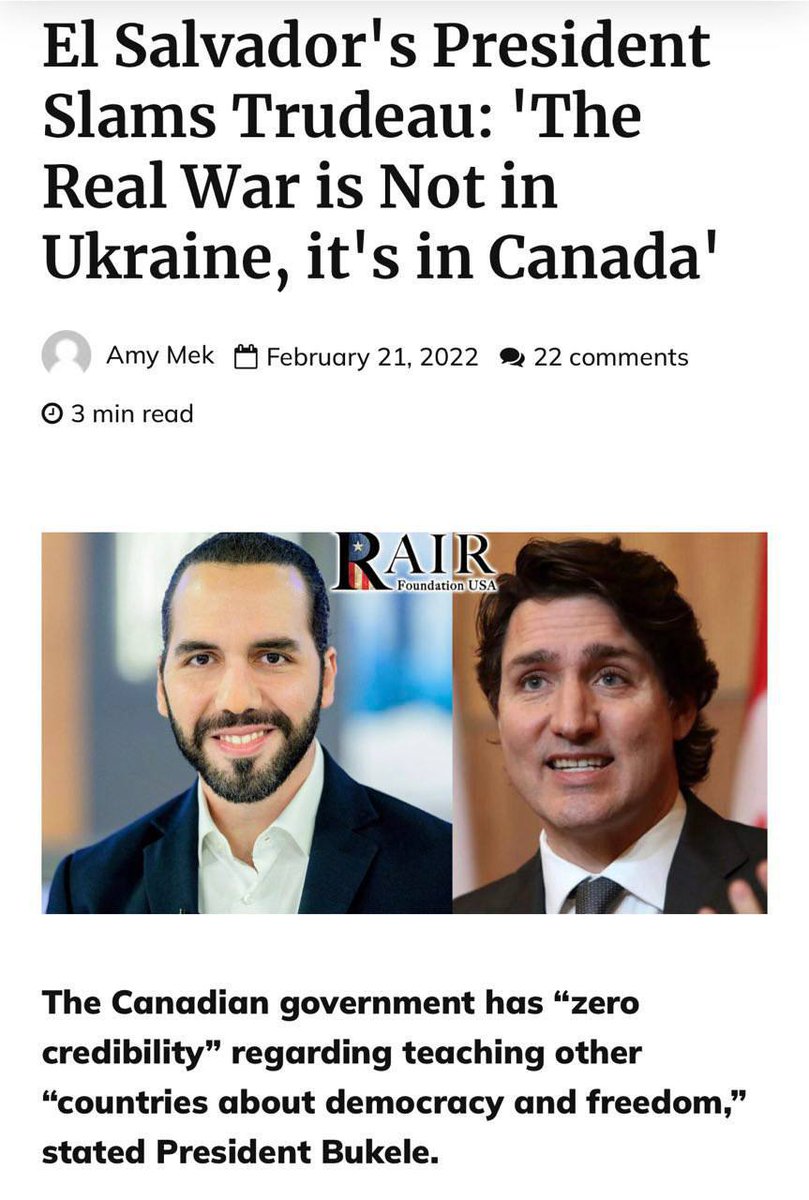 El Salvador's President
Slams Trudeau: 'The
Real War is Not in
Ukraine, it's in Canada'
Amy Mek February 21, 2022 22 comments
3 min read
RAIR
Foundation USA
The Canadian government has “zero
credibility” regarding teaching other
“countries about democracy and freedom,”
stated President Bukele.